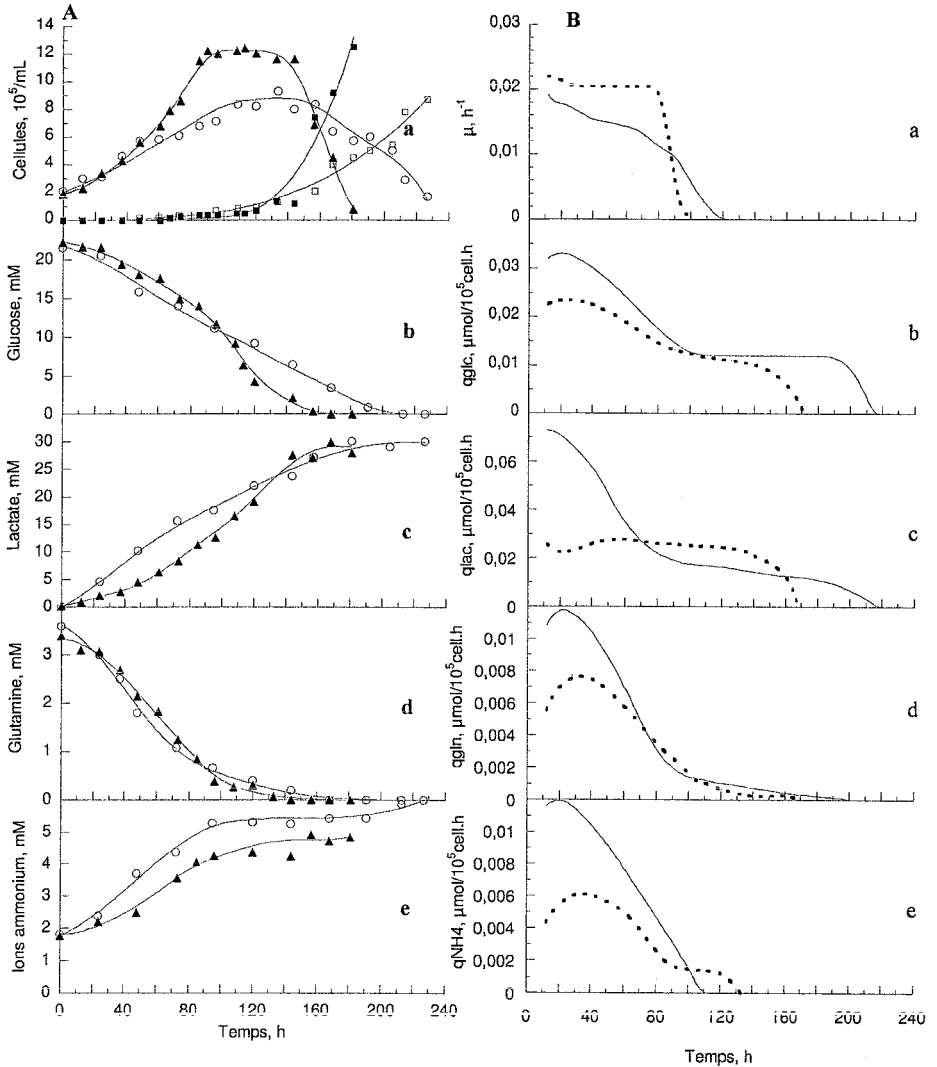 A
14
12
10
8
6
4
2
0
Cellules, 10⁵/mL
a
20
15
10
5
0
Glucose, mM
b
30
25
20
15
10
5
0
Lactate, mM
c
3
2
1
0
Glutamine, mM
d
5
4
3
2
1
0
Ions ammonium, mM
e
0 40 80 120 160 200 240
Temps, h
B
0,03
0,02
0,01
0
µ, h⁻¹
a
0,03
0,02
0,01
0
qglc, µmol/10⁵cell.h
b
0,06
0,04
0,02
0
qlac, µmol/10⁵cell.h
c
0,01
0,008
0,006
0,004
0,002
0
qgln, µmol/10⁵cell.h
d
0,01
0,008
0,006
0,004
0,002
0
qNH4, µmol/10⁵cell.h
e
0 40 80 120 160 200 240
Temps, h